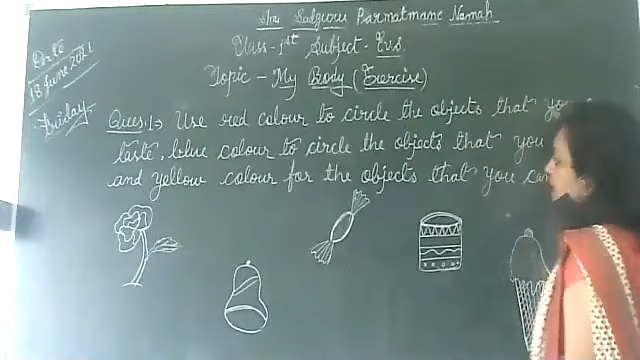 Shri Sadguru Parmatmane Namah
Class - 1st Subject - Evs.
Topic - My Body (Exercise)
Date
18 June 2021
Friday
Ques. 1 → Use red colour to circle the objects that you
taste, blue colour to circle the objects that you
and yellow colour for the objects that you can